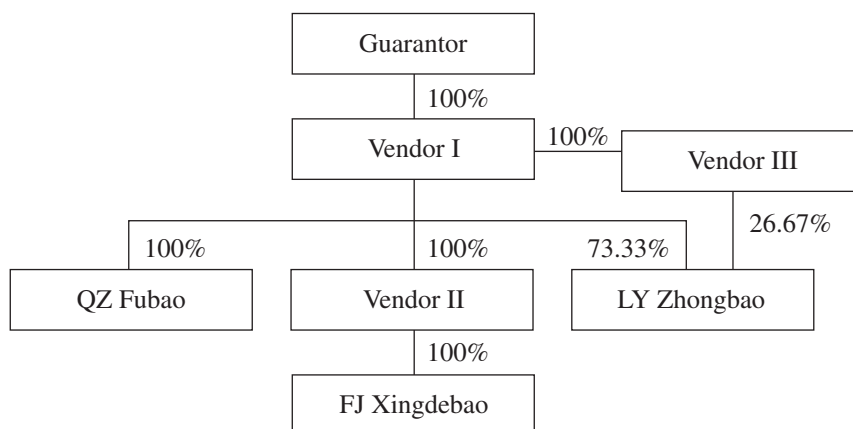 Guarantor
100%
Vendor I
100%
Vendor III
100%
100%
73.33%
26.67%
QZ Fubao
Vendor II
LY Zhongbao
100%
FJ Xingdebao